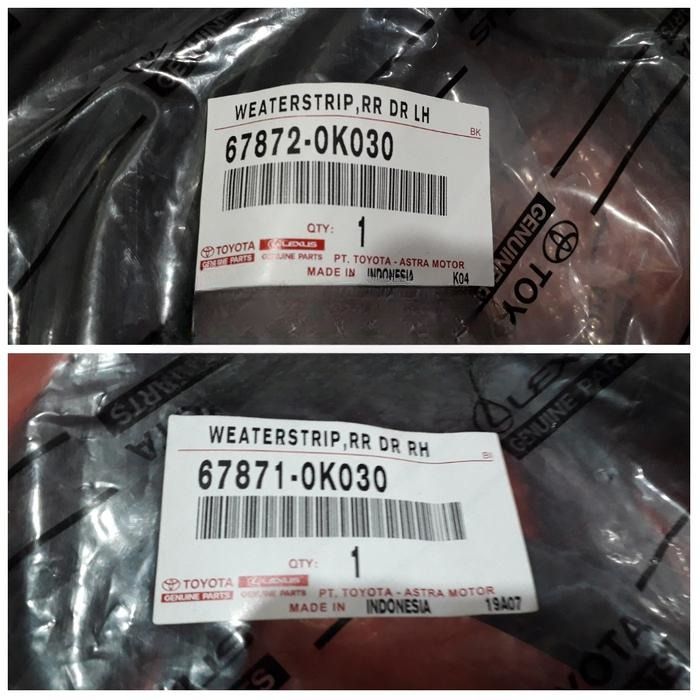 WEATERSTRIP,RR DR LH
BK
67872-0K030
QTY: 1
TOYOTA LEXUS
GENUINE PARTS GENUINE PARTS PT. TOYOTA - ASTRA MOTOR
MADE IN INDONESIA K04
GENUINE
TOY
PARTS
LEXUS
GENUINE PAR
WEATERSTRIP,RR DR RH
67871-0K030
QTY: 1
TOYOTA LEXUS
GENUINE PARTS GENUINE PARTS PT. TOYOTA - ASTRA MOTOR
MADE IN INDONESIA 19A07
TOYOTA